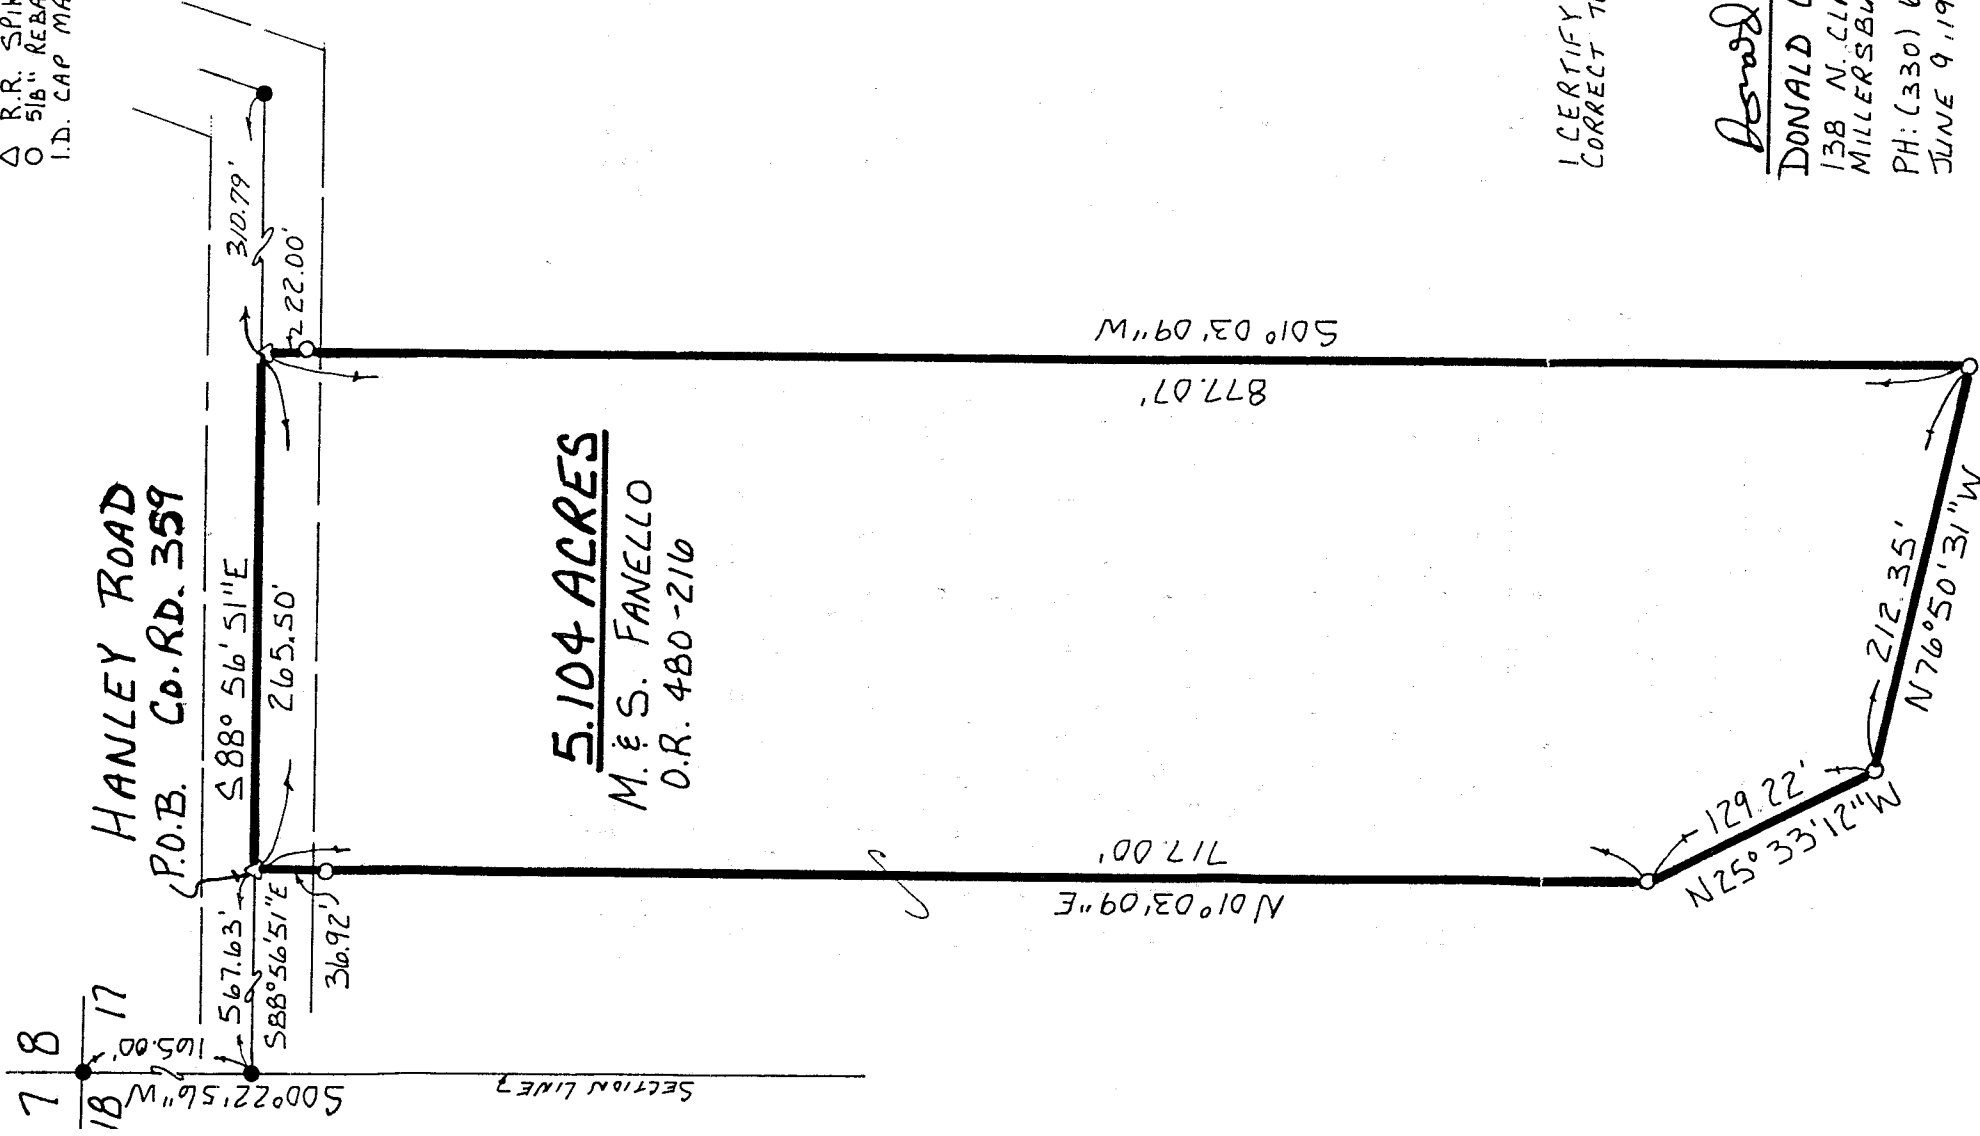 △ R.R. SPIK
○ 5/8" REBA
I.D. CAP MA
HANLEY ROAD
P.O.B. CO. RD. 359
S88° 56' 51"E
265.50'
310.79'
22.00'
7 8
18 17
165.00'
S00°22'56"W
SECTION LINE
567.63'
S88°56'51"E
36.92'
5.104 ACRES
M. & S. FANELLO
O.R. 480-216
S01° 03' 09"W
877.07'
717.00'
N01° 03' 09"E
129.22'
N25° 33' 12"W
212.35'
N76° 50' 31"W
I CERTIFY
CORRECT
DONALD
138 N. CL
MILLERSBU
PH: (330) 6
JUNE 9, 19